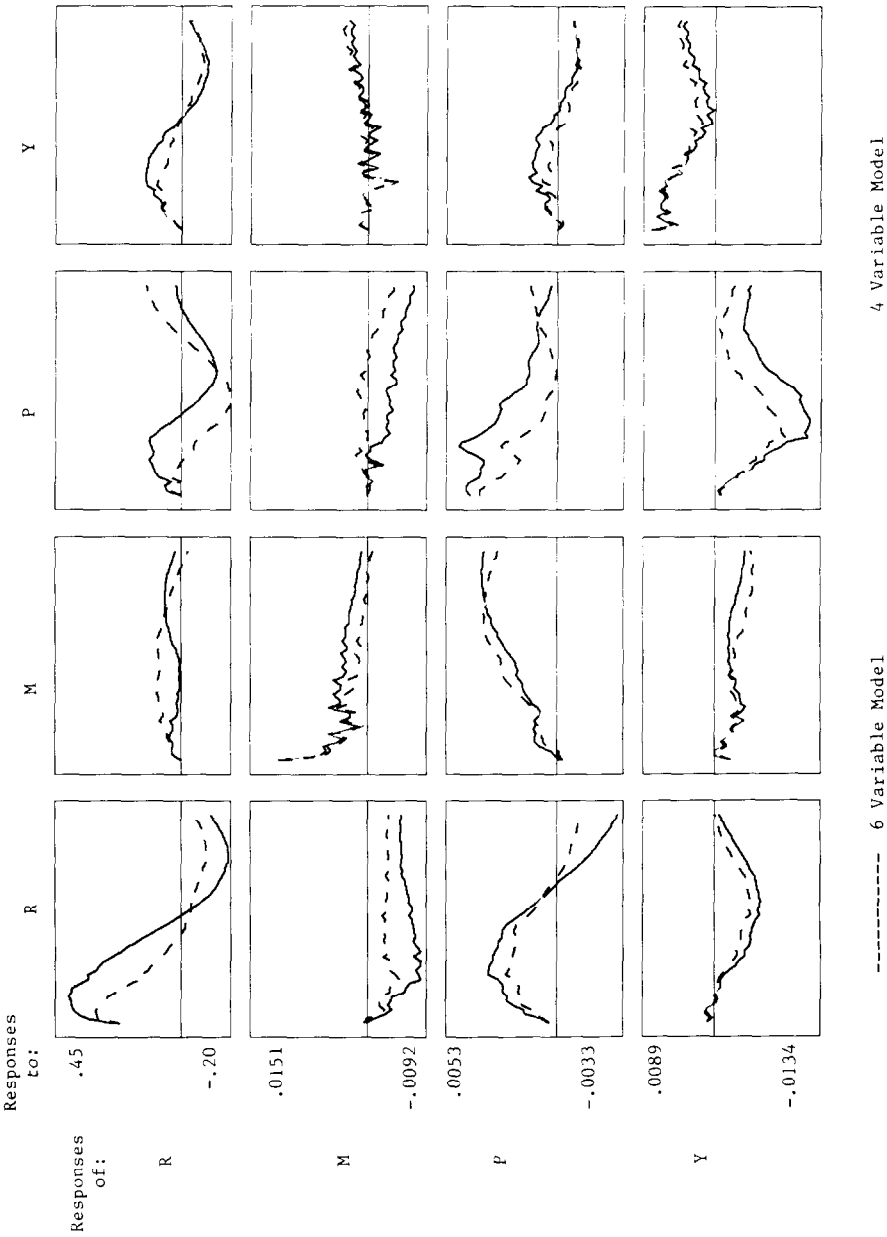 Responses to:
R M P Y
Responses of:
R
.45
-.20
M
.0151
-.0092
P
.0053
-.0033
Y
.0089
-.0134
6 Variable Model
4 Variable Model